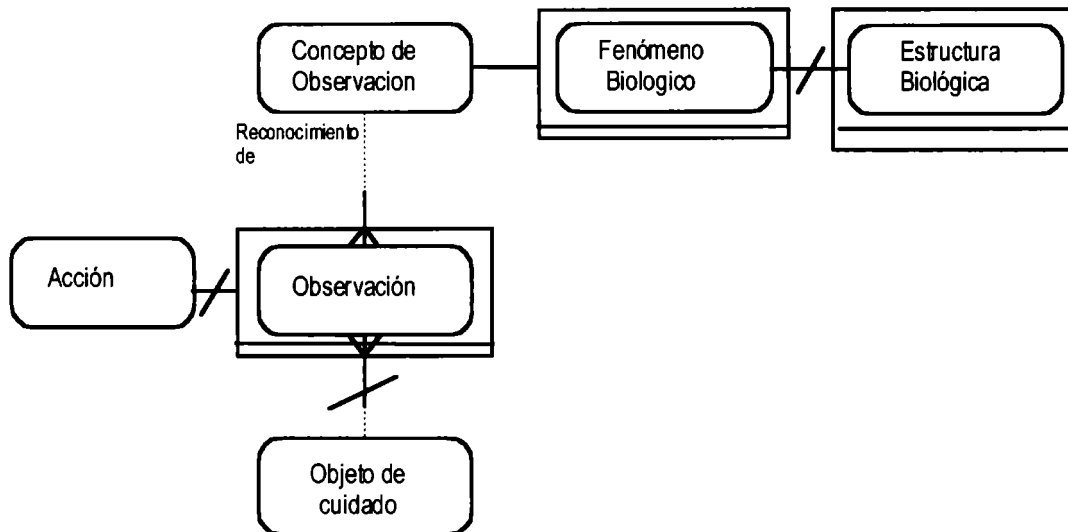 Concepto de
Observacion
Fenómeno
Biologico
Estructura
Biológica
Reconocimiento
de
Acción
Observación
Objeto de
cuidado